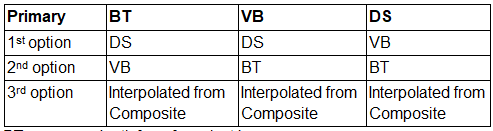 Primary BT VB DS
1st option DS DS VB
2nd option VB BT BT
3rd option Interpolated from Composite Interpolated from Composite Interpolated from Composite